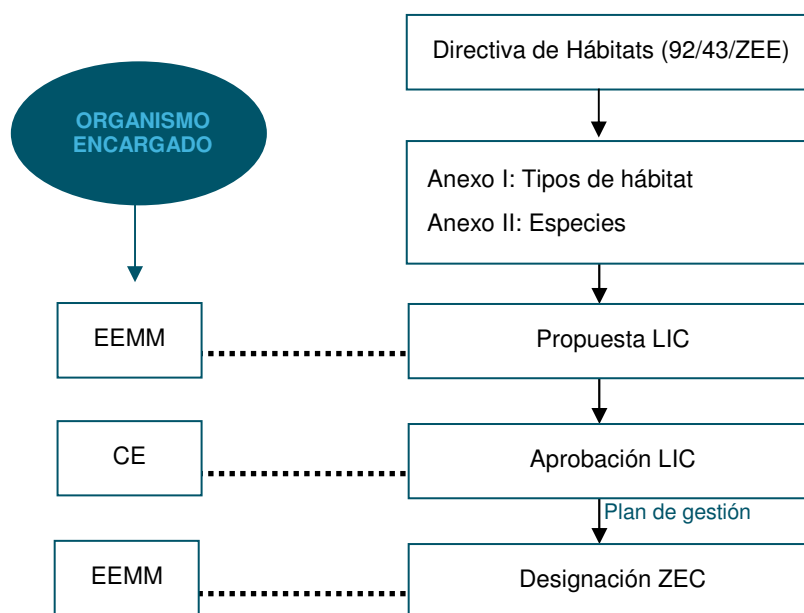 Directiva de Hábitats (92/43/ZEE)
ORGANISMO
ENCARGADO
Anexo I: Tipos de hábitat
Anexo II: Especies
EEMM
Propuesta LIC
CE
Aprobación LIC
Plan de gestión
EEMM
Designación ZEC